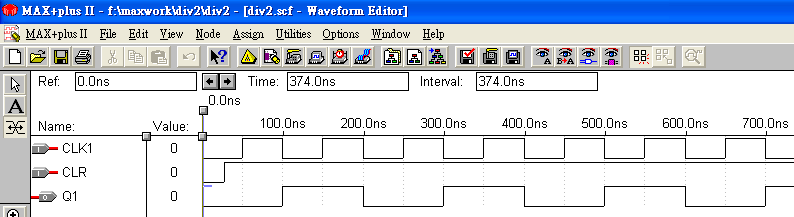 MAX+plus II - f:\maxwork\div2\div2 - [div2.scf - Waveform Editor]
MAX+plus II File Edit View Node Assign Utilities Options Window Help
Ref: 0.0ns Time: 374.0ns Interval: 374.0ns
0.0ns
Name: Value: 100.0ns 200.0ns 300.0ns 400.0ns 500.0ns 600.0ns 700.0ns
CLK1 0
CLR 0
Q1 0